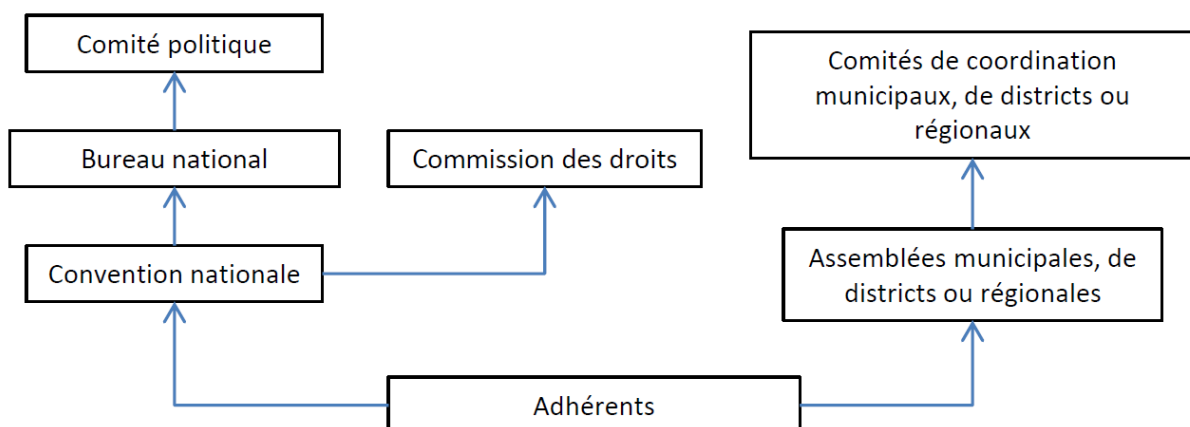 Comité politique
Comités de coordination
municipaux, de districts ou
régionaux
Bureau national
Commission des droits
Convention nationale
Assemblées municipales, de
districts ou régionales
Adhérents